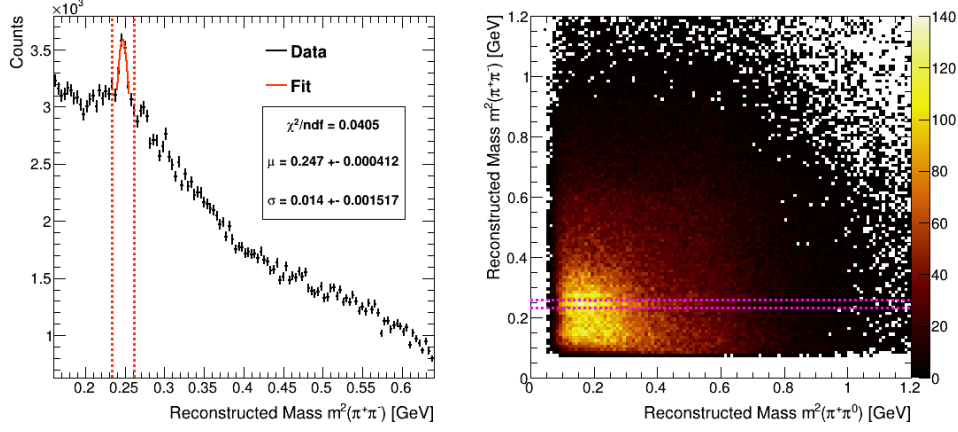 Counts
×10³
3.5
3
2.5
2
1.5
1
Data
Fit
χ²/ndf = 0.0405
μ = 0.247 +- 0.000412
σ = 0.014 +- 0.001517
0.2 0.25 0.3 0.35 0.4 0.45 0.5 0.55 0.6
Reconstructed Mass m²(π⁺π⁻) [GeV]
Reconstructed Mass m²(π⁺π⁻) [GeV]
1.2
1
0.8
0.6
0.4
0.2
0
0 0.2 0.4 0.6 0.8 1 1.2
Reconstructed Mass m²(π⁺π⁰) [GeV]
140
120
100
80
60
40
20
0